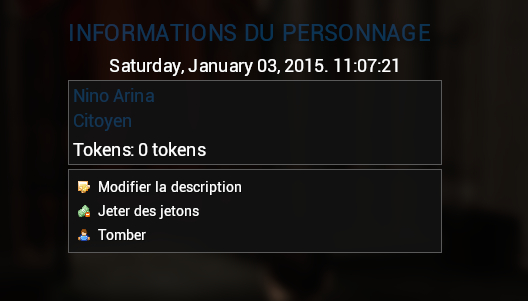 INFORMATIONS DU PERSONNAGE
Saturday, January 03, 2015. 11:07:21
Nino Arina
Citoyen
Tokens: 0 tokens
Modifier la description
Jeter des jetons
Tomber